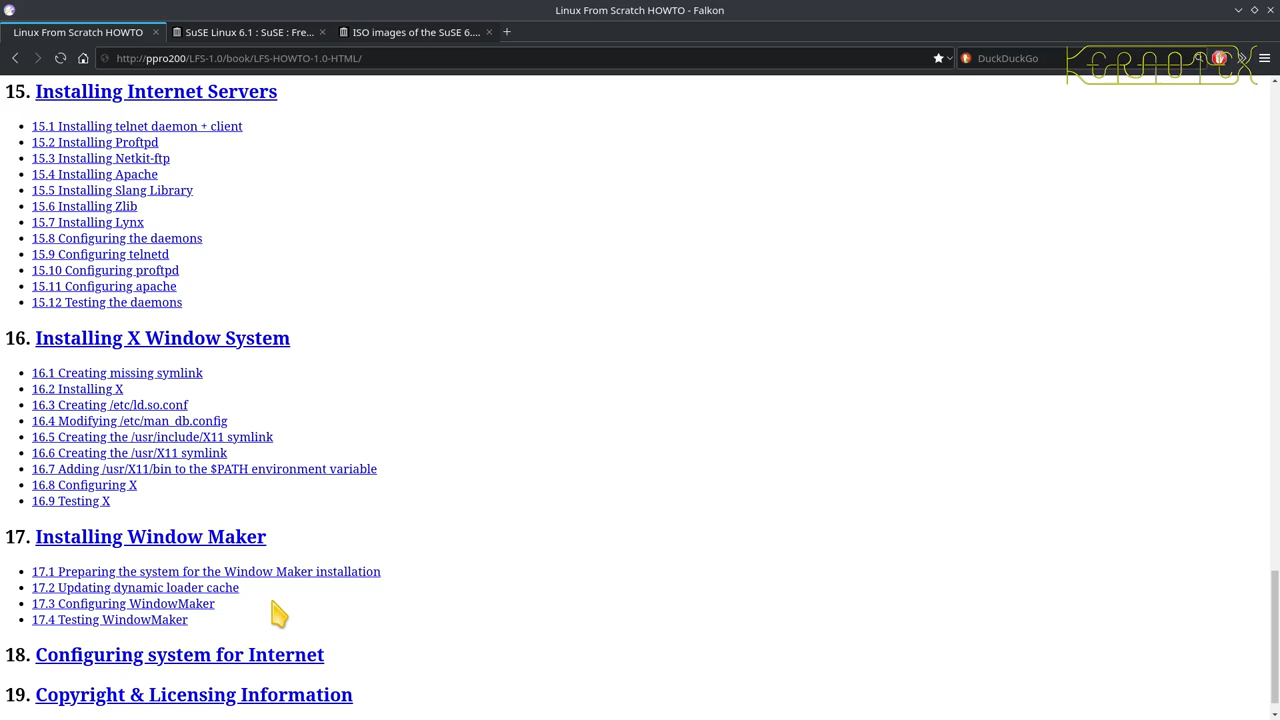 Linux From Scratch HOWTO - Falkon
Linux From Scratch HOWTO
SuSE Linux 6.1 : SuSE : Fre...
ISO images of the SuSE 6....
http://ppro200/LFS-1.0/book/LFS-HOWTO-1.0-HTML/
DuckDuckGo
KERNOTEX
15. Installing Internet Servers
15.1 Installing telnet daemon + client
15.2 Installing Proftpd
15.3 Installing Netkit-ftp
15.4 Installing Apache
15.5 Installing Slang Library
15.6 Installing Zlib
15.7 Installing Lynx
15.8 Configuring the daemons
15.9 Configuring telnetd
15.10 Configuring proftpd
15.11 Configuring apache
15.12 Testing the daemons
16. Installing X Window System
16.1 Creating missing symlink
16.2 Installing X
16.3 Creating /etc/ld.so.conf
16.4 Modifying /etc/man_db.config
16.5 Creating the /usr/include/X11 symlink
16.6 Creating the /usr/X11 symlink
16.7 Adding /usr/X11/bin to the $PATH environment variable
16.8 Configuring X
16.9 Testing X
17. Installing Window Maker
17.1 Preparing the system for the Window Maker installation
17.2 Updating dynamic loader cache
17.3 Configuring WindowMaker
17.4 Testing WindowMaker
18. Configuring system for Internet
19. Copyright & Licensing Information